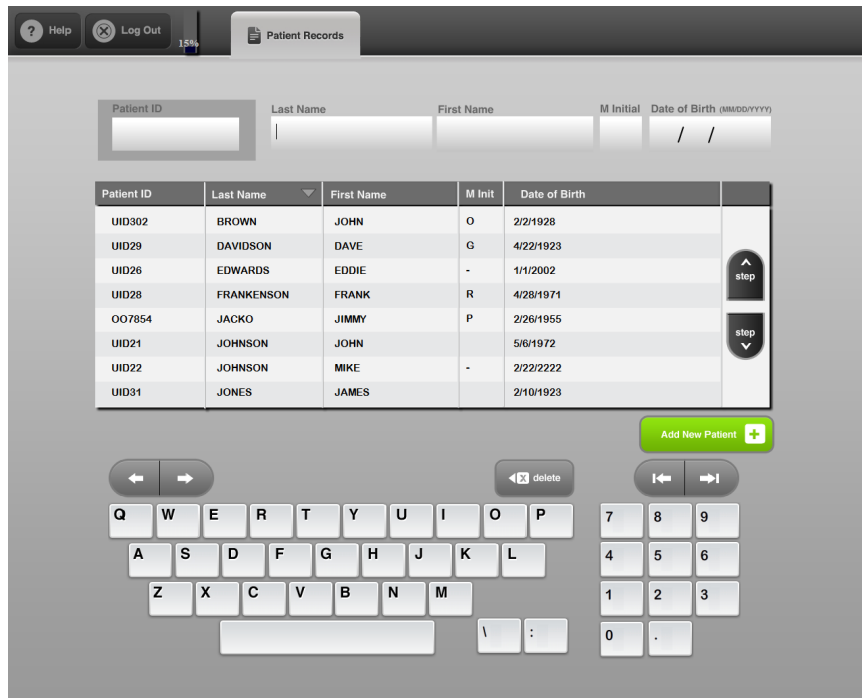 ? Help
Log Out
15%
Patient Records
Patient ID
Last Name
First Name
M Initial
Date of Birth (MM/DD/YYYY)
/ /
Patient ID Last Name First Name M Init Date of Birth
UID302 BROWN JOHN O 2/2/1928
UID29 DAVIDSON DAVE G 4/22/1923
UID26 EDWARDS EDDIE - 1/1/2002
UID28 FRANKENSON FRANK R 4/28/1971
OO7854 JACKO JIMMY P 2/26/1955
UID21 JOHNSON JOHN 5/6/1972
UID22 JOHNSON MIKE - 2/22/2222
UID31 JONES JAMES 2/10/1923
step
step
Add New Patient +
X delete
Q W E R T Y U I O P 7 8 9
A S D F G H J K L 4 5 6
Z X C V B N M 1 2 3
\ : 0 .